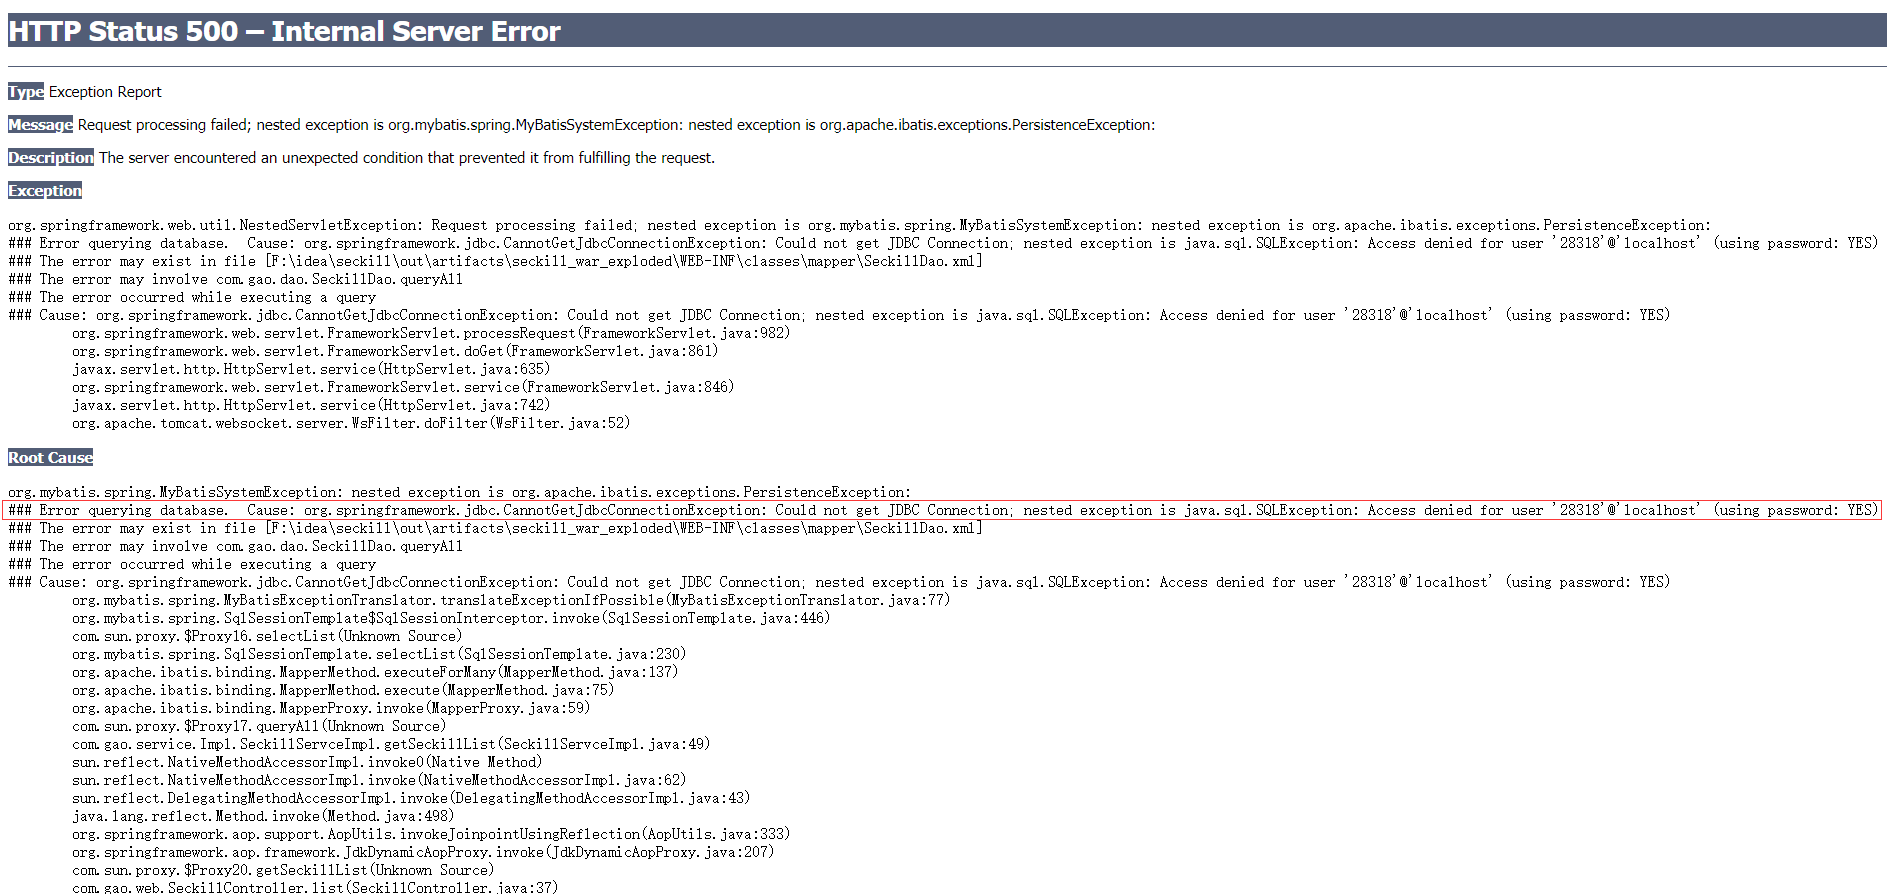 HTTP Status 500 – Internal Server Error
Type Exception Report
Message Request processing failed; nested exception is org.mybatis.spring.MyBatisSystemException: nested exception is org.apache.ibatis.exceptions.PersistenceException:
Description The server encountered an unexpected condition that prevented it from fulfilling the request.
Exception
org.springframework.web.util.NestedServletException: Request processing failed; nested exception is org.mybatis.spring.MyBatisSystemException: nested exception is org.apache.ibatis.exceptions.PersistenceException:
### Error querying database.  Cause: org.springframework.jdbc.CannotGetJdbcConnectionException: Could not get JDBC Connection; nested exception is java.sql.SQLException: Access denied for user '28318'@'localhost' (using password: YES)
### The error may exist in file [F:\idea\seckill\out\artifacts\seckill_war_exploded\WEB-INF\classes\mapper\SeckillDao.xml]
### The error may involve com.gao.dao.SeckillDao.queryAll
### The error occurred while executing a query
### Cause: org.springframework.jdbc.CannotGetJdbcConnectionException: Could not get JDBC Connection; nested exception is java.sql.SQLException: Access denied for user '28318'@'localhost' (using password: YES)
org.springframework.web.servlet.FrameworkServlet.processRequest(FrameworkServlet.java:982)
org.springframework.web.servlet.FrameworkServlet.doGet(FrameworkServlet.java:861)
javax.servlet.http.HttpServlet.service(HttpServlet.java:635)
org.springframework.web.servlet.FrameworkServlet.service(FrameworkServlet.java:846)
javax.servlet.http.HttpServlet.service(HttpServlet.java:742)
org.apache.tomcat.websocket.server.WsFilter.doFilter(WsFilter.java:52)
Root Cause
org.mybatis.spring.MyBatisSystemException: nested exception is org.apache.ibatis.exceptions.PersistenceException:
### Error querying database.  Cause: org.springframework.jdbc.CannotGetJdbcConnectionException: Could not get JDBC Connection; nested exception is java.sql.SQLException: Access denied for user '28318'@'localhost' (using password: YES)
### The error may exist in file [F:\idea\seckill\out\artifacts\seckill_war_exploded\WEB-INF\classes\mapper\SeckillDao.xml]
### The error may involve com.gao.dao.SeckillDao.queryAll
### The error occurred while executing a query
### Cause: org.springframework.jdbc.CannotGetJdbcConnectionException: Could not get JDBC Connection; nested exception is java.sql.SQLException: Access denied for user '28318'@'localhost' (using password: YES)
org.mybatis.spring.MyBatisExceptionTranslator.translateExceptionIfPossible(MyBatisExceptionTranslator.java:77)
org.mybatis.spring.SqlSessionTemplate$SqlSessionInterceptor.invoke(SqlSessionTemplate.java:446)
com.sun.proxy.$Proxy16.selectList(Unknown Source)
org.mybatis.spring.SqlSessionTemplate.selectList(SqlSessionTemplate.java:230)
org.apache.ibatis.binding.MapperMethod.executeForMany(MapperMethod.java:137)
org.apache.ibatis.binding.MapperMethod.execute(MapperMethod.java:75)
org.apache.ibatis.binding.MapperProxy.invoke(MapperProxy.java:59)
com.sun.proxy.$Proxy17.queryAll(Unknown Source)
com.gao.service.Impl.SeckillServceImpl.getSeckillList(SeckillServceImpl.java:49)
sun.reflect.NativeMethodAccessorImpl.invoke0(Native Method)
sun.reflect.NativeMethodAccessorImpl.invoke(NativeMethodAccessorImpl.java:62)
sun.reflect.DelegatingMethodAccessorImpl.invoke(DelegatingMethodAccessorImpl.java:43)
java.lang.reflect.Method.invoke(Method.java:498)
org.springframework.aop.support.AopUtils.invokeJoinpointUsingReflection(AopUtils.java:333)
org.springframework.aop.framework.JdkDynamicAopProxy.invoke(JdkDynamicAopProxy.java:207)
com.sun.proxy.$Proxy20.getSeckillList(Unknown Source)
com.gao.web.SeckillController.list(SeckillController.java:37)